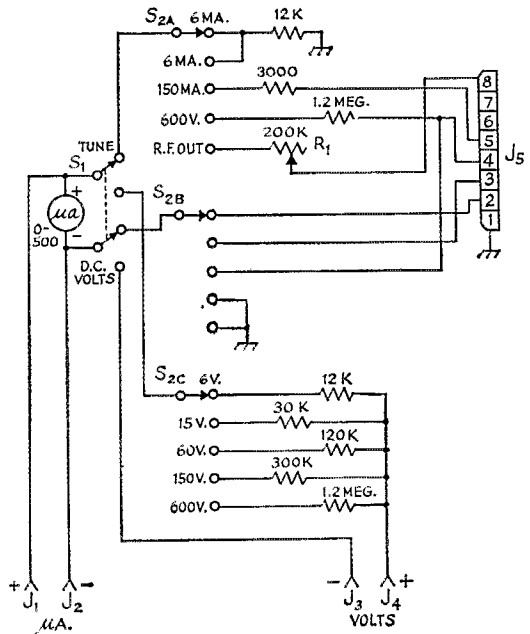 S2A 6MA. 12K
6MA.
150MA. 3000
600V. 1.2 MEG.
R.F. OUT 200K R1
8
7
6
5
4
3
2
1
J5
S1 TUNE
+
µa
-
0-
500
D.C.
VOLTS
S2B
S2C 6V. 12K
15V. 30K
60V. 120K
150V. 300K
600V. 1.2 MEG.
+ J1 J2 -
µA.
- J3 J4 +
VOLTS